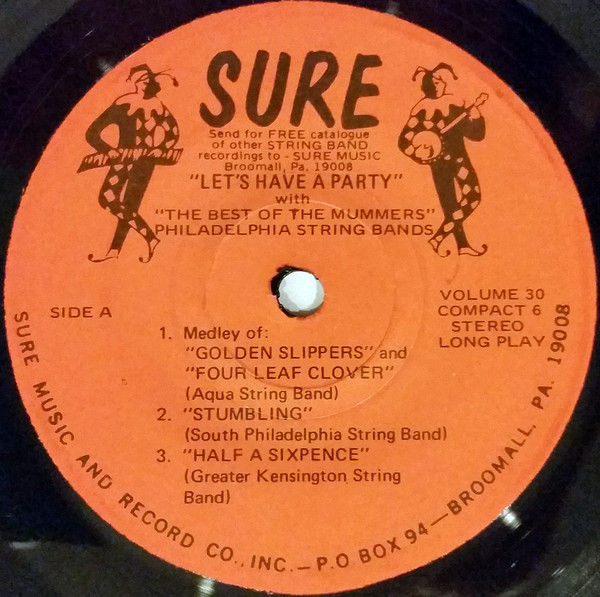 SURE
Send for FREE catalogue
of other STRING BAND
recordings to - SURE MUSIC
Broomall, Pa. 19008
"LET'S HAVE A PARTY"
with
"THE BEST OF THE MUMMERS"
PHILADELPHIA STRING BANDS
SIDE A
VOLUME 30
COMPACT 6
STEREO
LONG PLAY
1. Medley of:
"GOLDEN SLIPPERS" and
"FOUR LEAF CLOVER"
(Aqua String Band)
2. "STUMBLING"
(South Philadelphia String Band)
3. "HALF A SIXPENCE"
(Greater Kensington String
Band)
SURE MUSIC AND RECORD CO., INC. — P.O BOX 94 — BROOMALL, PA. 19008